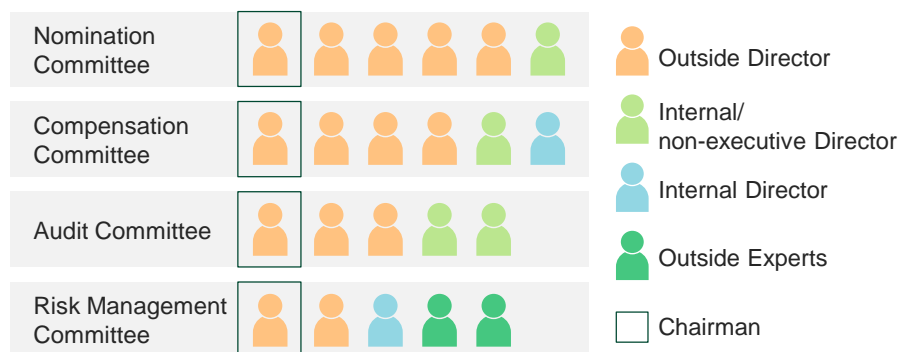 Nomination
Committee
Compensation
Committee
Audit Committee
Risk Management
Committee
Outside Director
Internal/
non-executive Director
Internal Director
Outside Experts
Chairman